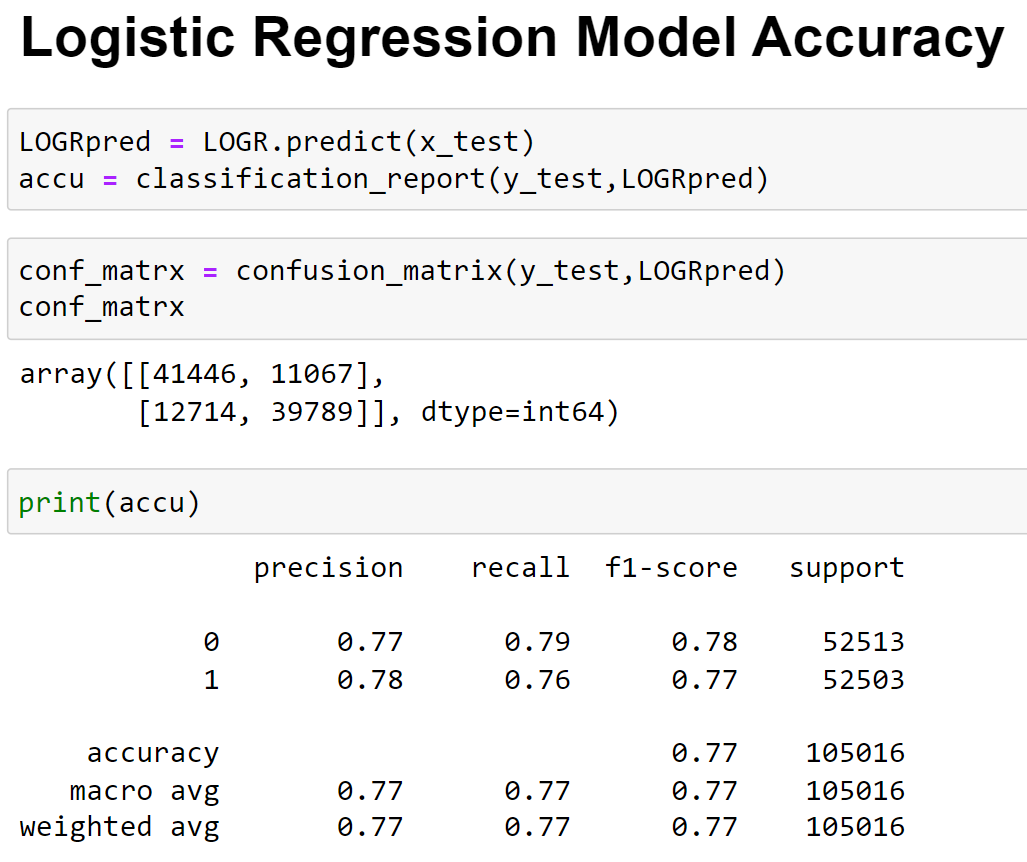 Logistic Regression Model Accuracy
LOGRpred = LOGR.predict(x_test)
accu = classification_report(y_test,LOGRpred)
conf_matrx = confusion_matrix(y_test,LOGRpred)
conf_matrx
array([[41446, 11067],
       [12714, 39789]], dtype=int64)
print(accu)
              precision    recall  f1-score   support
           0       0.77      0.79      0.78     52513
           1       0.78      0.76      0.77     52503
    accuracy                           0.77    105016
   macro avg       0.77      0.77      0.77    105016
weighted avg       0.77      0.77      0.77    105016